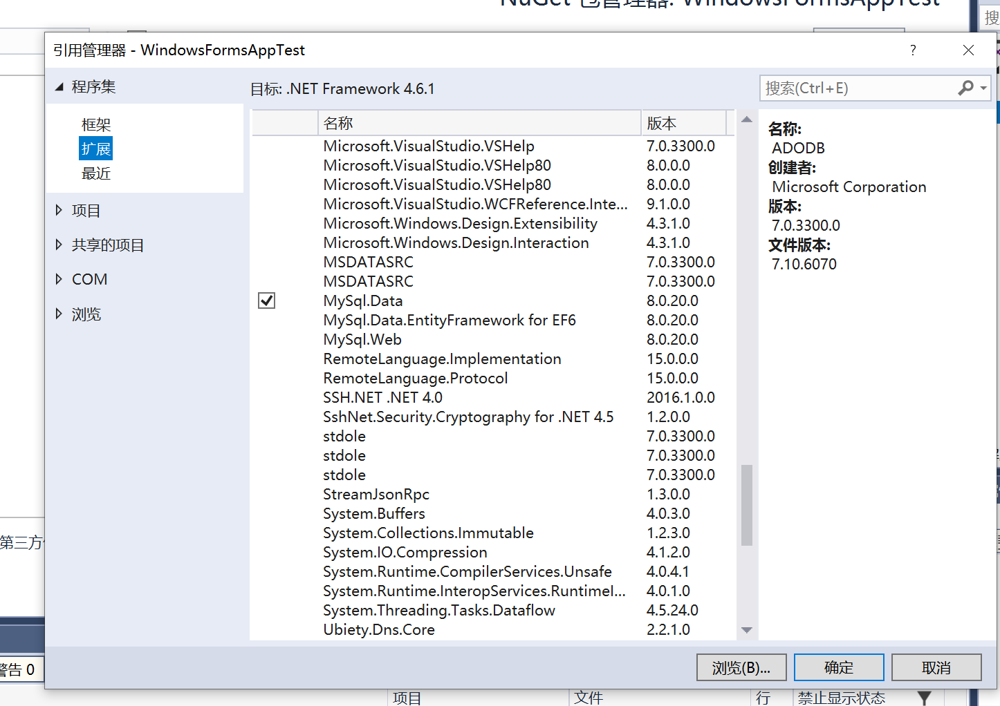 NuGet 包管理器: WindowsFormsAppTest
搜
引用管理器 - WindowsFormsAppTest
?
程序集
框架
扩展
最近
项目
共享的项目
COM
浏览
目标: .NET Framework 4.6.1
搜索(Ctrl+E)
名称 版本
Microsoft.VisualStudio.VSHelp 7.0.3300.0
Microsoft.VisualStudio.VSHelp80 8.0.0.0
Microsoft.VisualStudio.VSHelp80 8.0.0.0
Microsoft.VisualStudio.WCFReference.Inte... 9.1.0.0
Microsoft.Windows.Design.Extensibility 4.3.1.0
Microsoft.Windows.Design.Interaction 4.3.1.0
MSDATASRC 7.0.3300.0
MSDATASRC 7.0.3300.0
MySql.Data 8.0.20.0
MySql.Data.EntityFramework for EF6 8.0.20.0
MySql.Web 8.0.20.0
RemoteLanguage.Implementation 15.0.0.0
RemoteLanguage.Protocol 15.0.0.0
SSH.NET .NET 4.0 2016.1.0.0
SshNet.Security.Cryptography for .NET 4.5 1.2.0.0
stdole 7.0.3300.0
stdole 7.0.3300.0
stdole 7.0.3300.0
StreamJsonRpc 1.3.0.0
System.Buffers 4.0.3.0
System.Collections.Immutable 1.2.3.0
System.IO.Compression 4.1.2.0
System.Runtime.CompilerServices.Unsafe 4.0.4.1
System.Runtime.InteropServices.RuntimeI... 4.0.1.0
System.Threading.Tasks.Dataflow 4.5.24.0
Ubiety.Dns.Core 2.2.1.0
名称:
ADODB
创建者:
Microsoft Corporation
版本:
7.0.3300.0
文件版本:
7.10.6070
浏览(B)... 确定 取消
第三方
警告 0
项目 文件 行 禁止显示状态